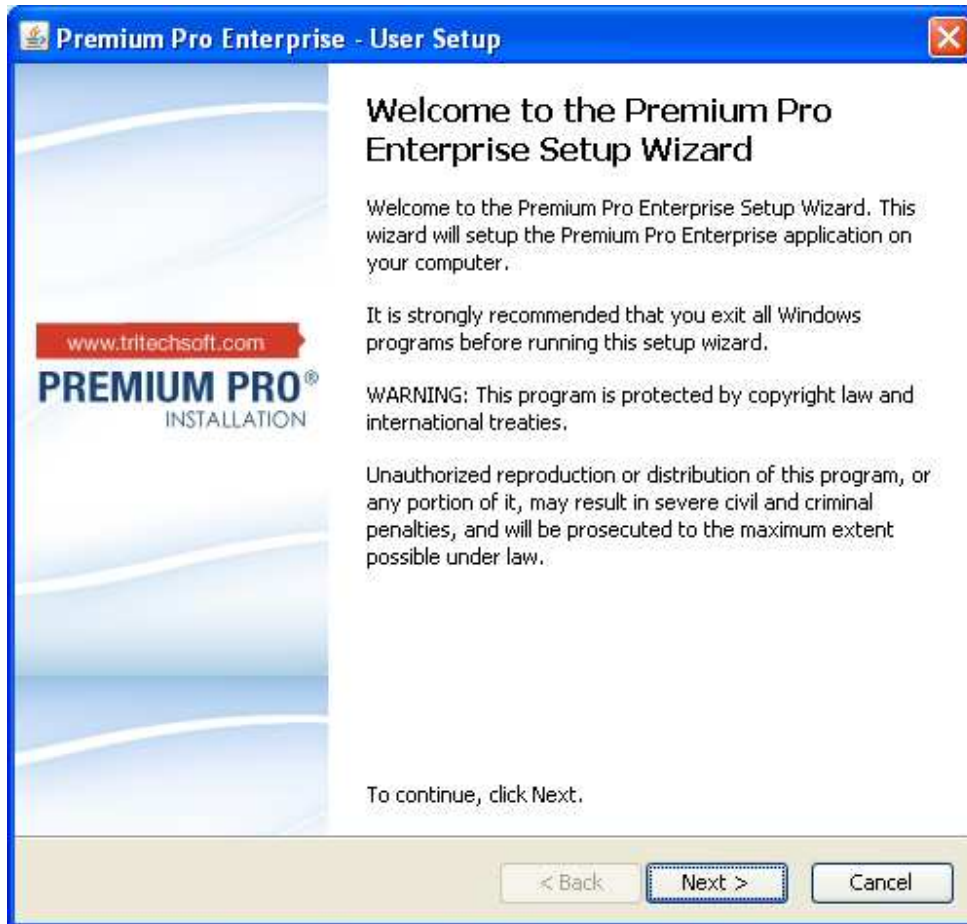 Premium Pro Enterprise - User Setup
Welcome to the Premium Pro
Enterprise Setup Wizard
Welcome to the Premium Pro Enterprise Setup Wizard. This
wizard will setup the Premium Pro Enterprise application on
your computer.
It is strongly recommended that you exit all Windows
programs before running this setup wizard.
www.tritechsoft.com
PREMIUM PRO®
INSTALLATION
WARNING: This program is protected by copyright law and
international treaties.
Unauthorized reproduction or distribution of this program, or
any portion of it, may result in severe civil and criminal
penalties, and will be prosecuted to the maximum extent
possible under law.
To continue, click Next.
< Back
Next >
Cancel